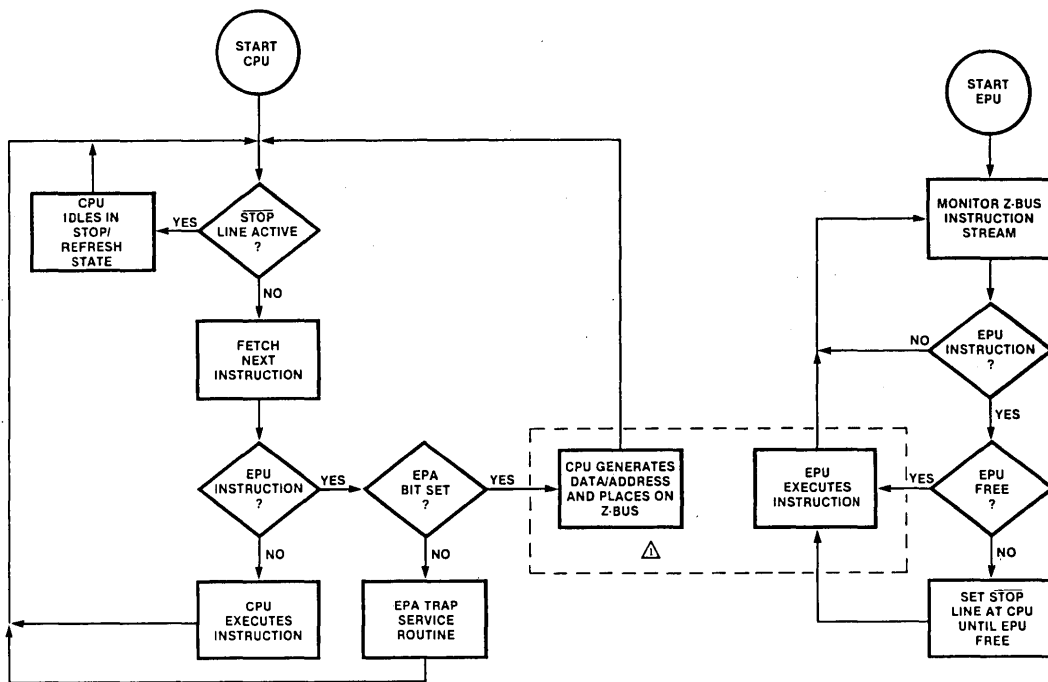 START
CPU
START
EPU
CPU
IDLES IN
STOP/
REFRESH
STATE
YES
STOP
LINE ACTIVE
?
NO
MONITOR Z-BUS
INSTRUCTION
STREAM
FETCH
NEXT
INSTRUCTION
NO
EPU
INSTRUCTION
?
YES
EPU
INSTRUCTION
?
YES
EPA
BIT SET
?
YES
CPU GENERATES
DATA/ADDRESS
AND PLACES ON
Z-BUS
EPU
EXECUTES
INSTRUCTION
YES
EPU
FREE
?
1
NO
NO
NO
CPU
EXECUTES
INSTRUCTION
EPA TRAP
SERVICE
ROUTINE
SET STOP
LINE AT CPU
UNTIL EPU
FREE